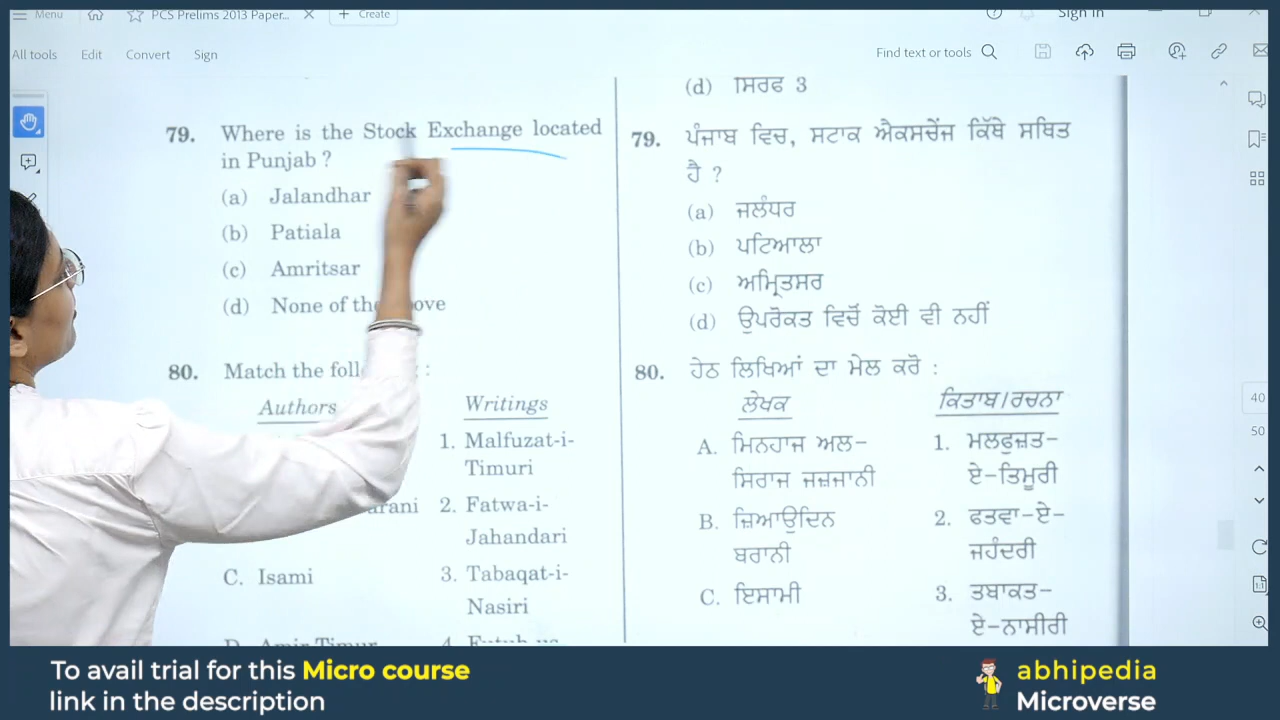 Menu
PCS Prelims 2013 Paper...
Create
Sign In
All tools Edit Convert Sign
Find text or tools
(d) ਸਿਰਫ 3
79. Where is the Stock Exchange located
in Punjab ?
(a) Jalandhar
(b) Patiala
(c) Amritsar
(d) None of the above
80. Match the foll :
Authors Writings
1. Malfuzat-i-
Timuri
arani 2. Fatwa-i-
Jahandari
C. Isami 3. Tabaqat-i-
Nasiri
D. Amir Timur 4.
79. ਪੰਜਾਬ ਵਿਚ, ਸਟਾਕ ਐਕਸਚੇਂਜ ਕਿੱਥੇ ਸਥਿਤ
ਹੈ ?
(a) ਜਲੰਧਰ
(b) ਪਟਿਆਲਾ
(c) ਅਮ੍ਰਿਤਸਰ
(d) ਉਪਰੋਕਤ ਵਿਚੋਂ ਕੋਈ ਵੀ ਨਹੀਂ
80. ਹੇਠ ਲਿਖਿਆਂ ਦਾ ਮੇਲ ਕਰੋ :
ਲੇਖਕ ਕਿਤਾਬ/ਰਚਨਾ
A. ਮਿਨਹਾਜ ਅਲ- 1. ਮਲਫੁਜ਼ਤ-
ਸਿਰਾਜ ਜਜ਼ਜਾਨੀ ਏ-ਤਿਮੂਰੀ
B. ਜ਼ਿਆਉਦਿਨ 2. ਫਤਵਾ-ਏ-
ਬਰਾਨੀ ਜਹੰਦਰੀ
C. ਇਸਾਮੀ 3. ਤਬਾਕਤ-
ਏ-ਨਾਸੀਰੀ
40
50
To avail trial for this Micro course
link in the description
abhipedia
Microverse